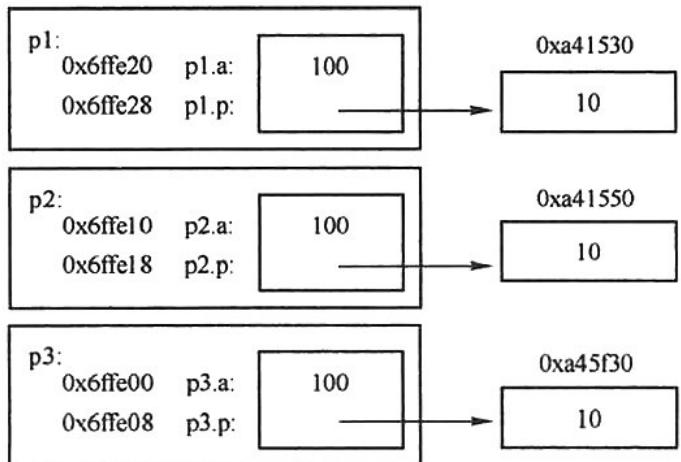 p1:
0xa41530
0x6ffe20 p1.a: 100
0x6ffe28 p1.p: 10
p2:
0xa41550
0x6ffe10 p2.a: 100
0x6ffe18 p2.p: 10
p3:
0xa45f30
0x6ffe00 p3.a: 100
0x6ffe08 p3.p: 10